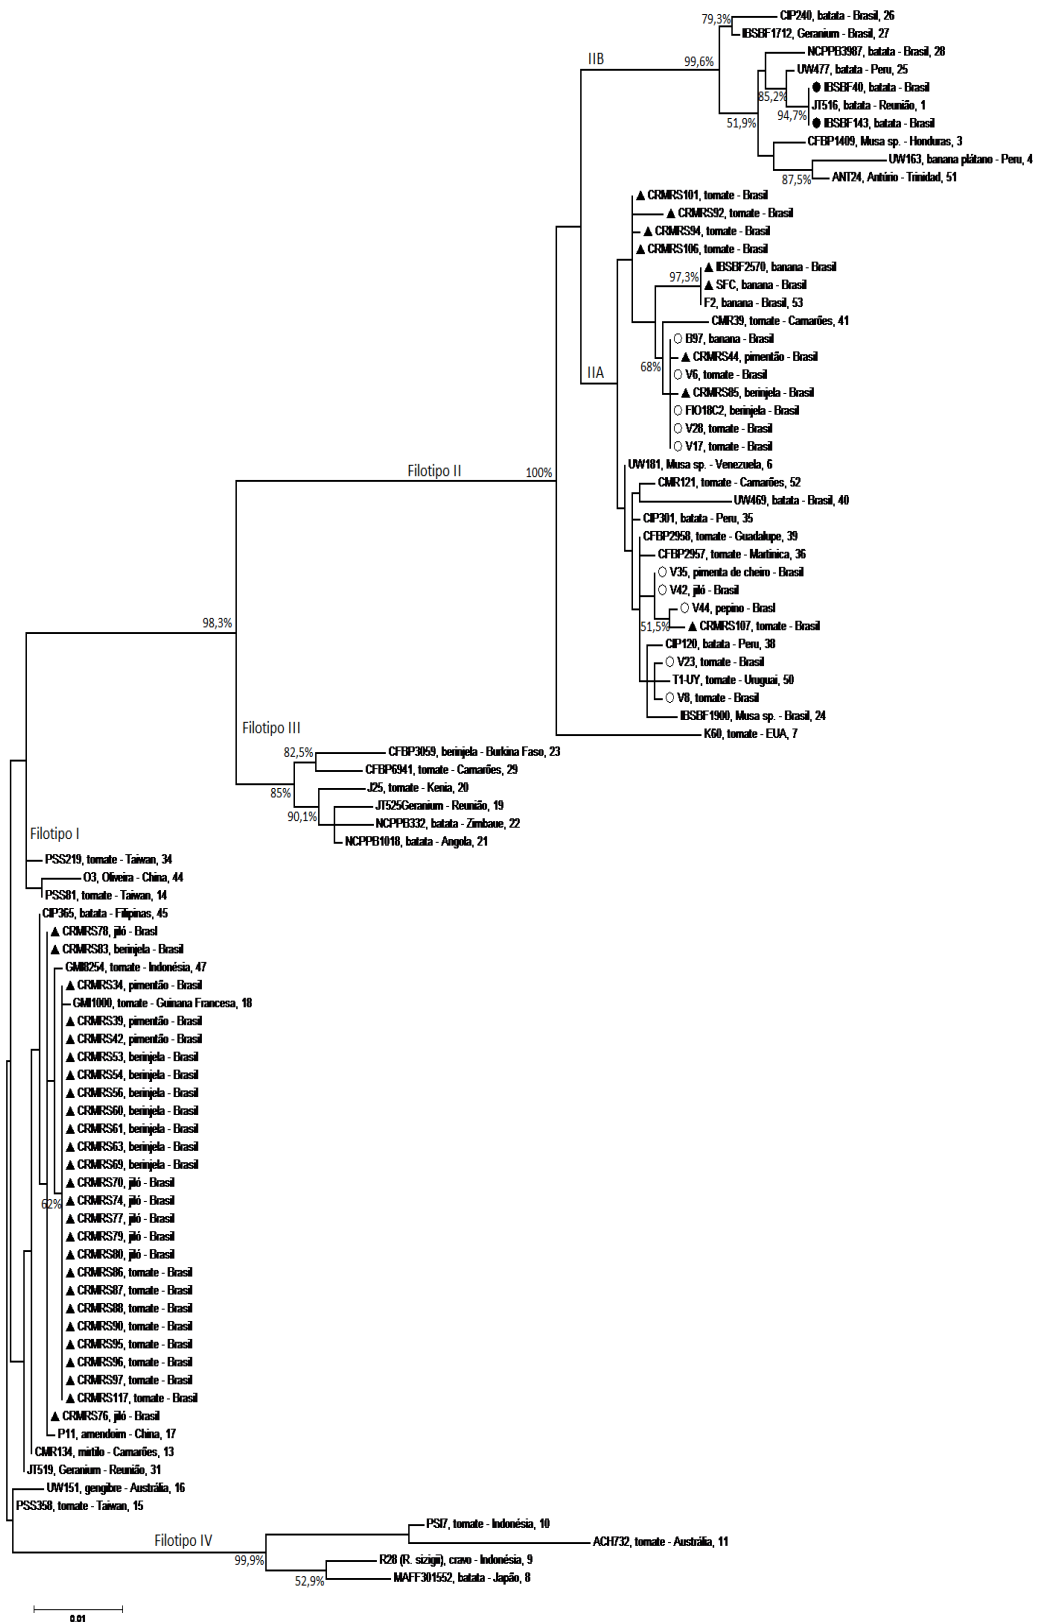 CIP240, batata - Brasil, 26
79,3%
IBSBF1712, Geranium - Brasil, 27
NCPPB3987, batata - Brasil, 28
IIB
99,6%
UW477, batata - Peru, 25
IBSBF40, batata - Brasil
85,2%
JT516, batata - Reunião, 1
94,7%
51,9%
IBSBF143, batata - Brasil
CFBP1409, Musa sp. - Honduras, 3
UW163, banana plátano - Peru, 4
87,5%
ANT24, Antúrio - Trinidad, 51
CRMRS101, tomate - Brasil
CRMRS92, tomate - Brasil
CRMRS94, tomate - Brasil
CRMRS106, tomate - Brasil
IBSBF2570, banana - Brasil
97,3%
SFC, banana - Brasil
F2, banana - Brasil, 53
CMR39, tomate - Camarões, 41
B97, banana - Brasil
CRMRS44, pimentão - Brasil
68%
IIA
V6, tomate - Brasil
CRMRS85, berinjela - Brasil
FIO18C2, berinjela - Brasil
V28, tomate - Brasil
V17, tomate - Brasil
UW181, Musa sp. - Venezuela, 6
Filotipo II
100%
CMR121, tomate - Camarões, 52
UW469, batata - Brasil, 40
CIP301, batata - Peru, 35
CFBP2958, tomate - Guadalupe, 39
CFBP2957, tomate - Martinica, 36
V35, pimenta de cheiro - Brasil
V42, jiló - Brasil
V44, pepino - Brasl
98,3%
51,5%
CRMRS107, tomate - Brasil
CIP120, batata - Peru, 38
V23, tomate - Brasil
T1-UY, tomate - Uruguai, 50
V8, tomate - Brasil
IBSBF1900, Musa sp. - Brasil, 24
Filotipo III
K60, tomate - EUA, 7
82,5%
CFBP3059, berinjela - Burkina Faso, 23
CFBP6941, tomate - Camarões, 29
85%
J25, tomate - Kenia, 20
JT525Geranium - Reunião, 19
90,1%
NCPPB332, batata - Zimbaue, 22
Filotipo I
NCPPB1018, batata - Angola, 21
PSS219, tomate - Taiwan, 34
O3, Oliveira - China, 44
PSS81, tomate - Taiwan, 14
CIP365, batata - Filipinas, 45
CRMRS78, jiló - Brasl
CRMRS83, berinjela - Brasil
GMI8254, tomate - Indonésia, 47
CRMRS34, pimentão - Brasil
GMI1000, tomate - Guinana Francesa, 18
CRMRS39, pimentão - Brasil
CRMRS42, pimentão - Brasil
CRMRS53, berinjela - Brasil
CRMRS54, berinjela - Brasil
CRMRS56, berinjela - Brasil
CRMRS60, berinjela - Brasil
CRMRS61, berinjela - Brasil
CRMRS63, berinjela - Brasil
CRMRS69, berinjela - Brasil
CRMRS70, jiló - Brasil
62%
CRMRS74, jiló - Brasil
CRMRS77, jiló - Brasil
CRMRS79, jiló - Brasil
CRMRS80, jiló - Brasil
CRMRS86, tomate - Brasil
CRMRS87, tomate - Brasil
CRMRS88, tomate - Brasil
CRMRS90, tomate - Brasil
CRMRS95, tomate - Brasil
CRMRS96, tomate - Brasil
CRMRS97, tomate - Brasil
CRMRS117, tomate - Brasil
CRMRS76, jiló - Brasil
P11, amendoim - China, 17
CMR134, mirtilo - Camarões, 13
JT519, Geranium - Reunião, 31
UW151, gengibre - Austrália, 16
PSS358, tomate - Taiwan, 15
PSI7, tomate - Indonésia, 10
Filotipo IV
ACH732, tomate - Austrália, 11
99,9%
R28 (R. sizigii), cravo - Indonésia, 9
52,9%
MAFF301552, batata - Japão, 8
0.01